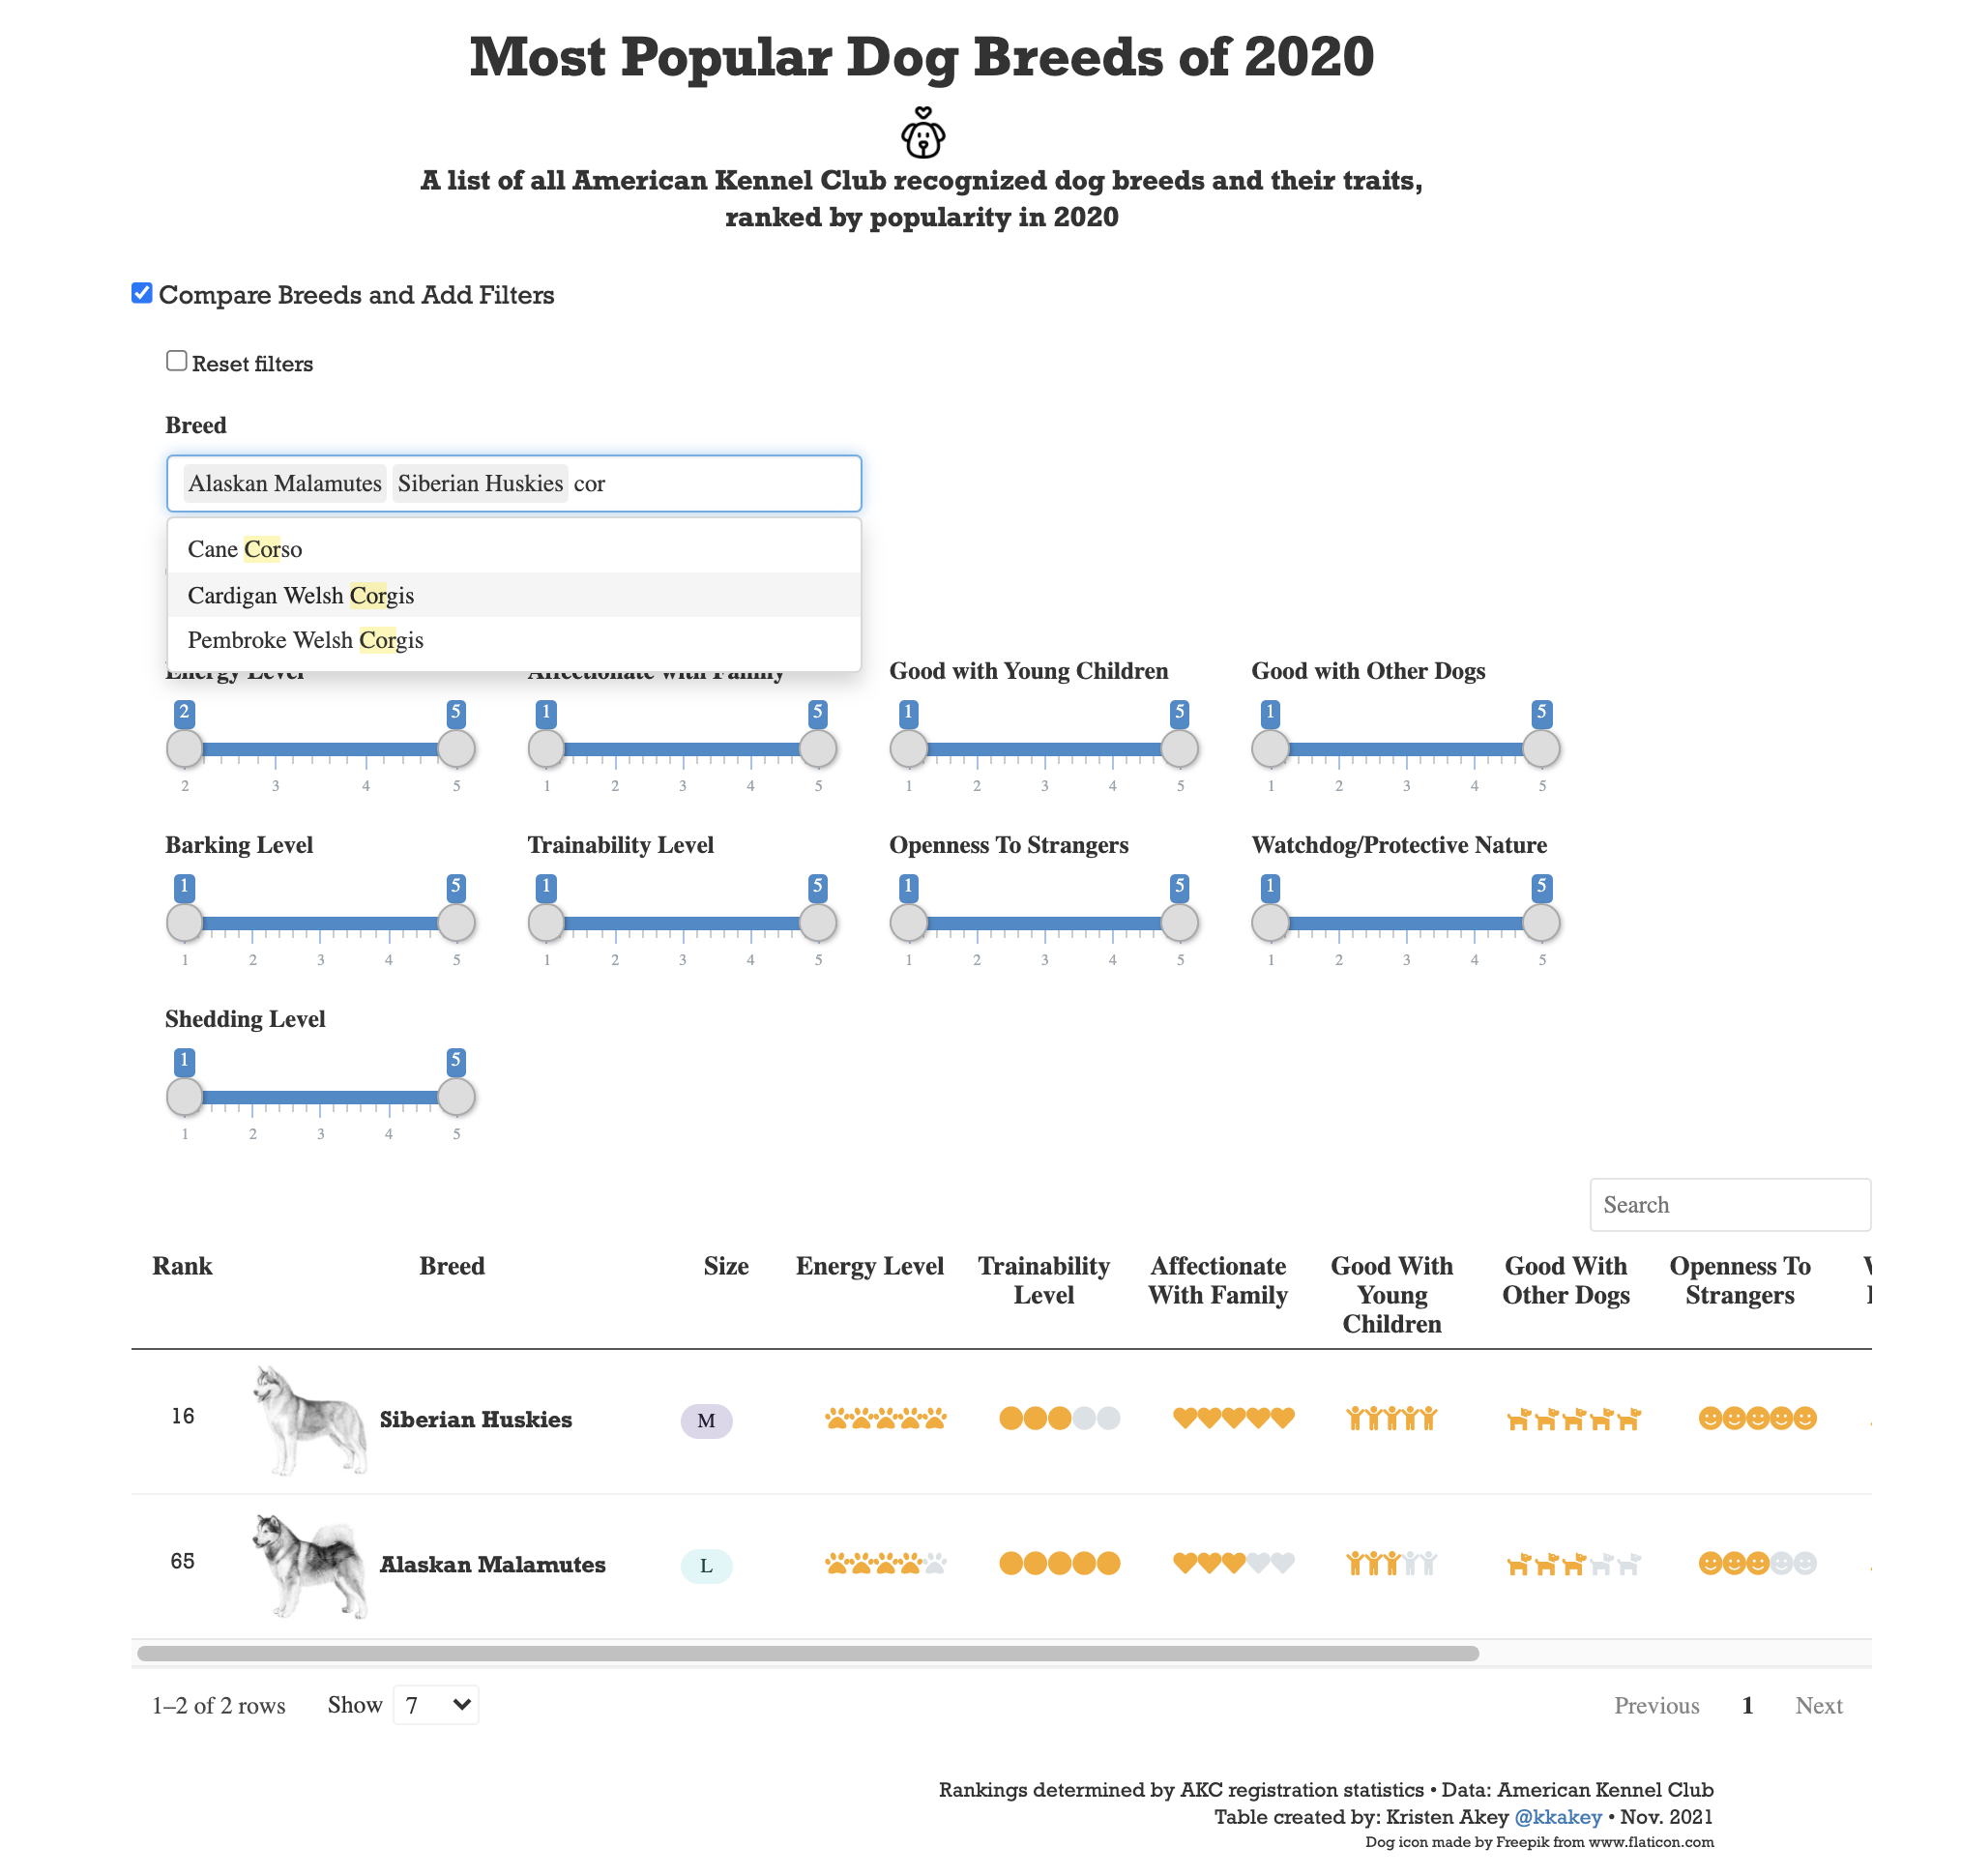 Most Popular Dog Breeds of 2020
A list of all American Kennel Club recognized dog breeds and their traits,
ranked by popularity in 2020
Compare Breeds and Add Filters
Reset filters
Breed
Alaskan Malamutes Siberian Huskies cor
Cane Corso
Cardigan Welsh Corgis
Pembroke Welsh Corgis
Energy Level Affectionate with Family Good with Young Children Good with Other Dogs
2 5 1 5 1 5 1 5
2 3 4 5 1 2 3 4 5 1 2 3 4 5 1 2 3 4 5
Barking Level Trainability Level Openness To Strangers Watchdog/Protective Nature
1 5 1 5 1 5 1 5
1 2 3 4 5 1 2 3 4 5 1 2 3 4 5 1 2 3 4 5
Shedding Level
1 5
1 2 3 4 5
Search
Rank Breed Size Energy Level Trainability Affectionate Good With Good With Openness To
Level With Family Young Other Dogs Strangers
Children
16 Siberian Huskies M
65 Alaskan Malamutes L
1–2 of 2 rows Show 7 Previous 1 Next
Rankings determined by AKC registration statistics • Data: American Kennel Club
Table created by: Kristen Akey @kkakey • Nov. 2021
Dog icon made by Freepik from www.flaticon.com